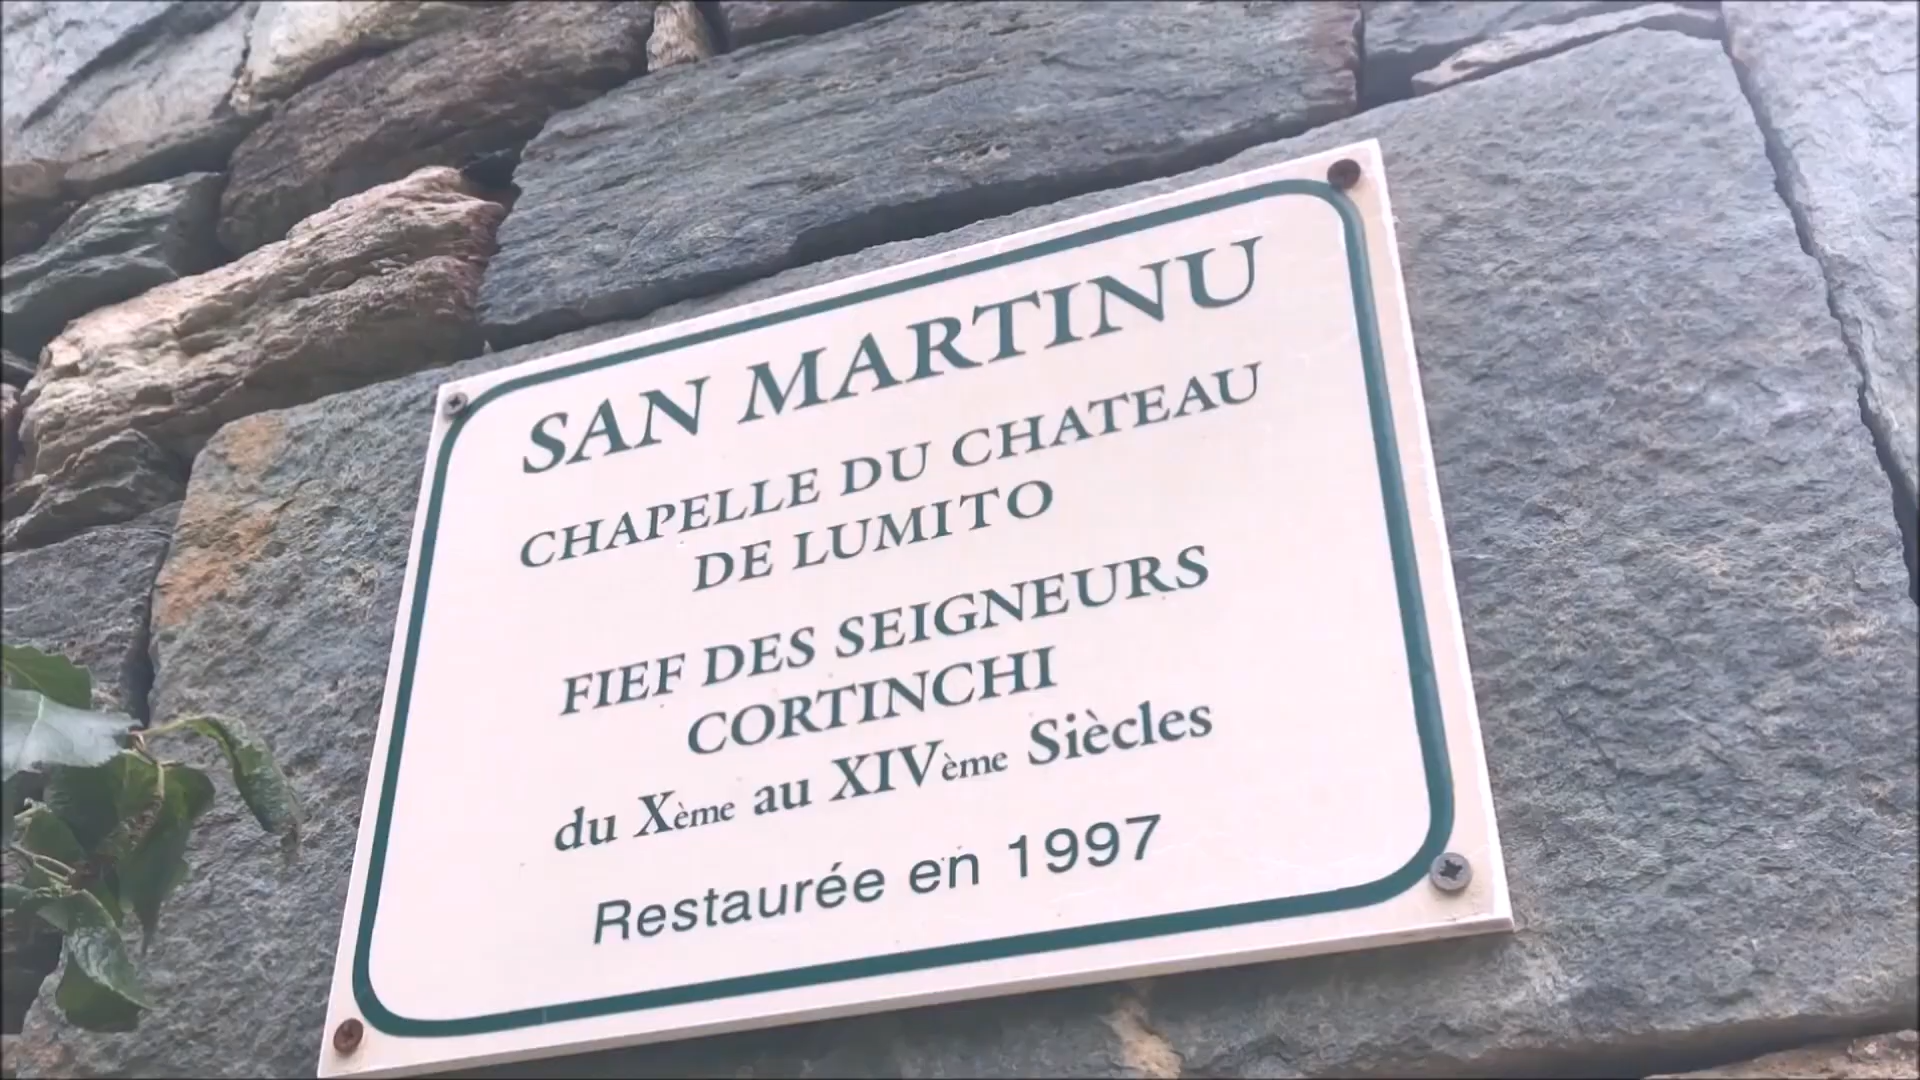 SAN MARTINU
CHAPELLE DU CHATEAU
DE LUMITO
FIEF DES SEIGNEURS
CORTINCHI
du Xème au XIVème Siècles
Restaurée en 1997